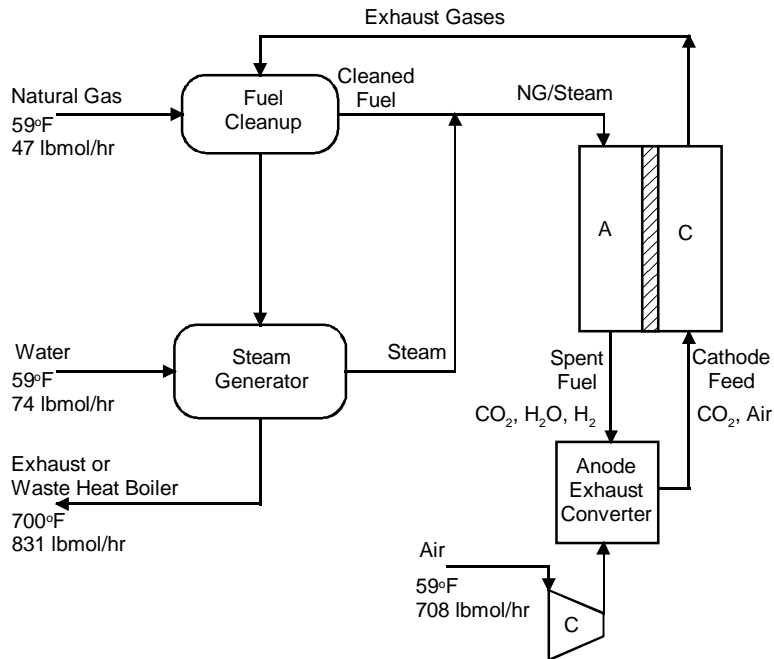 Exhaust Gases
Natural Gas
59°F
47 lbmol/hr
Fuel
Cleanup
Cleaned
Fuel
NG/Steam
A
C
Water
59°F
74 lbmol/hr
Steam
Generator
Steam
Spent
Fuel
CO₂, H₂O, H₂
Cathode
Feed
CO₂, Air
Exhaust or
Waste Heat Boiler
700°F
831 lbmol/hr
Anode
Exhaust
Converter
Air
59°F
708 lbmol/hr
C